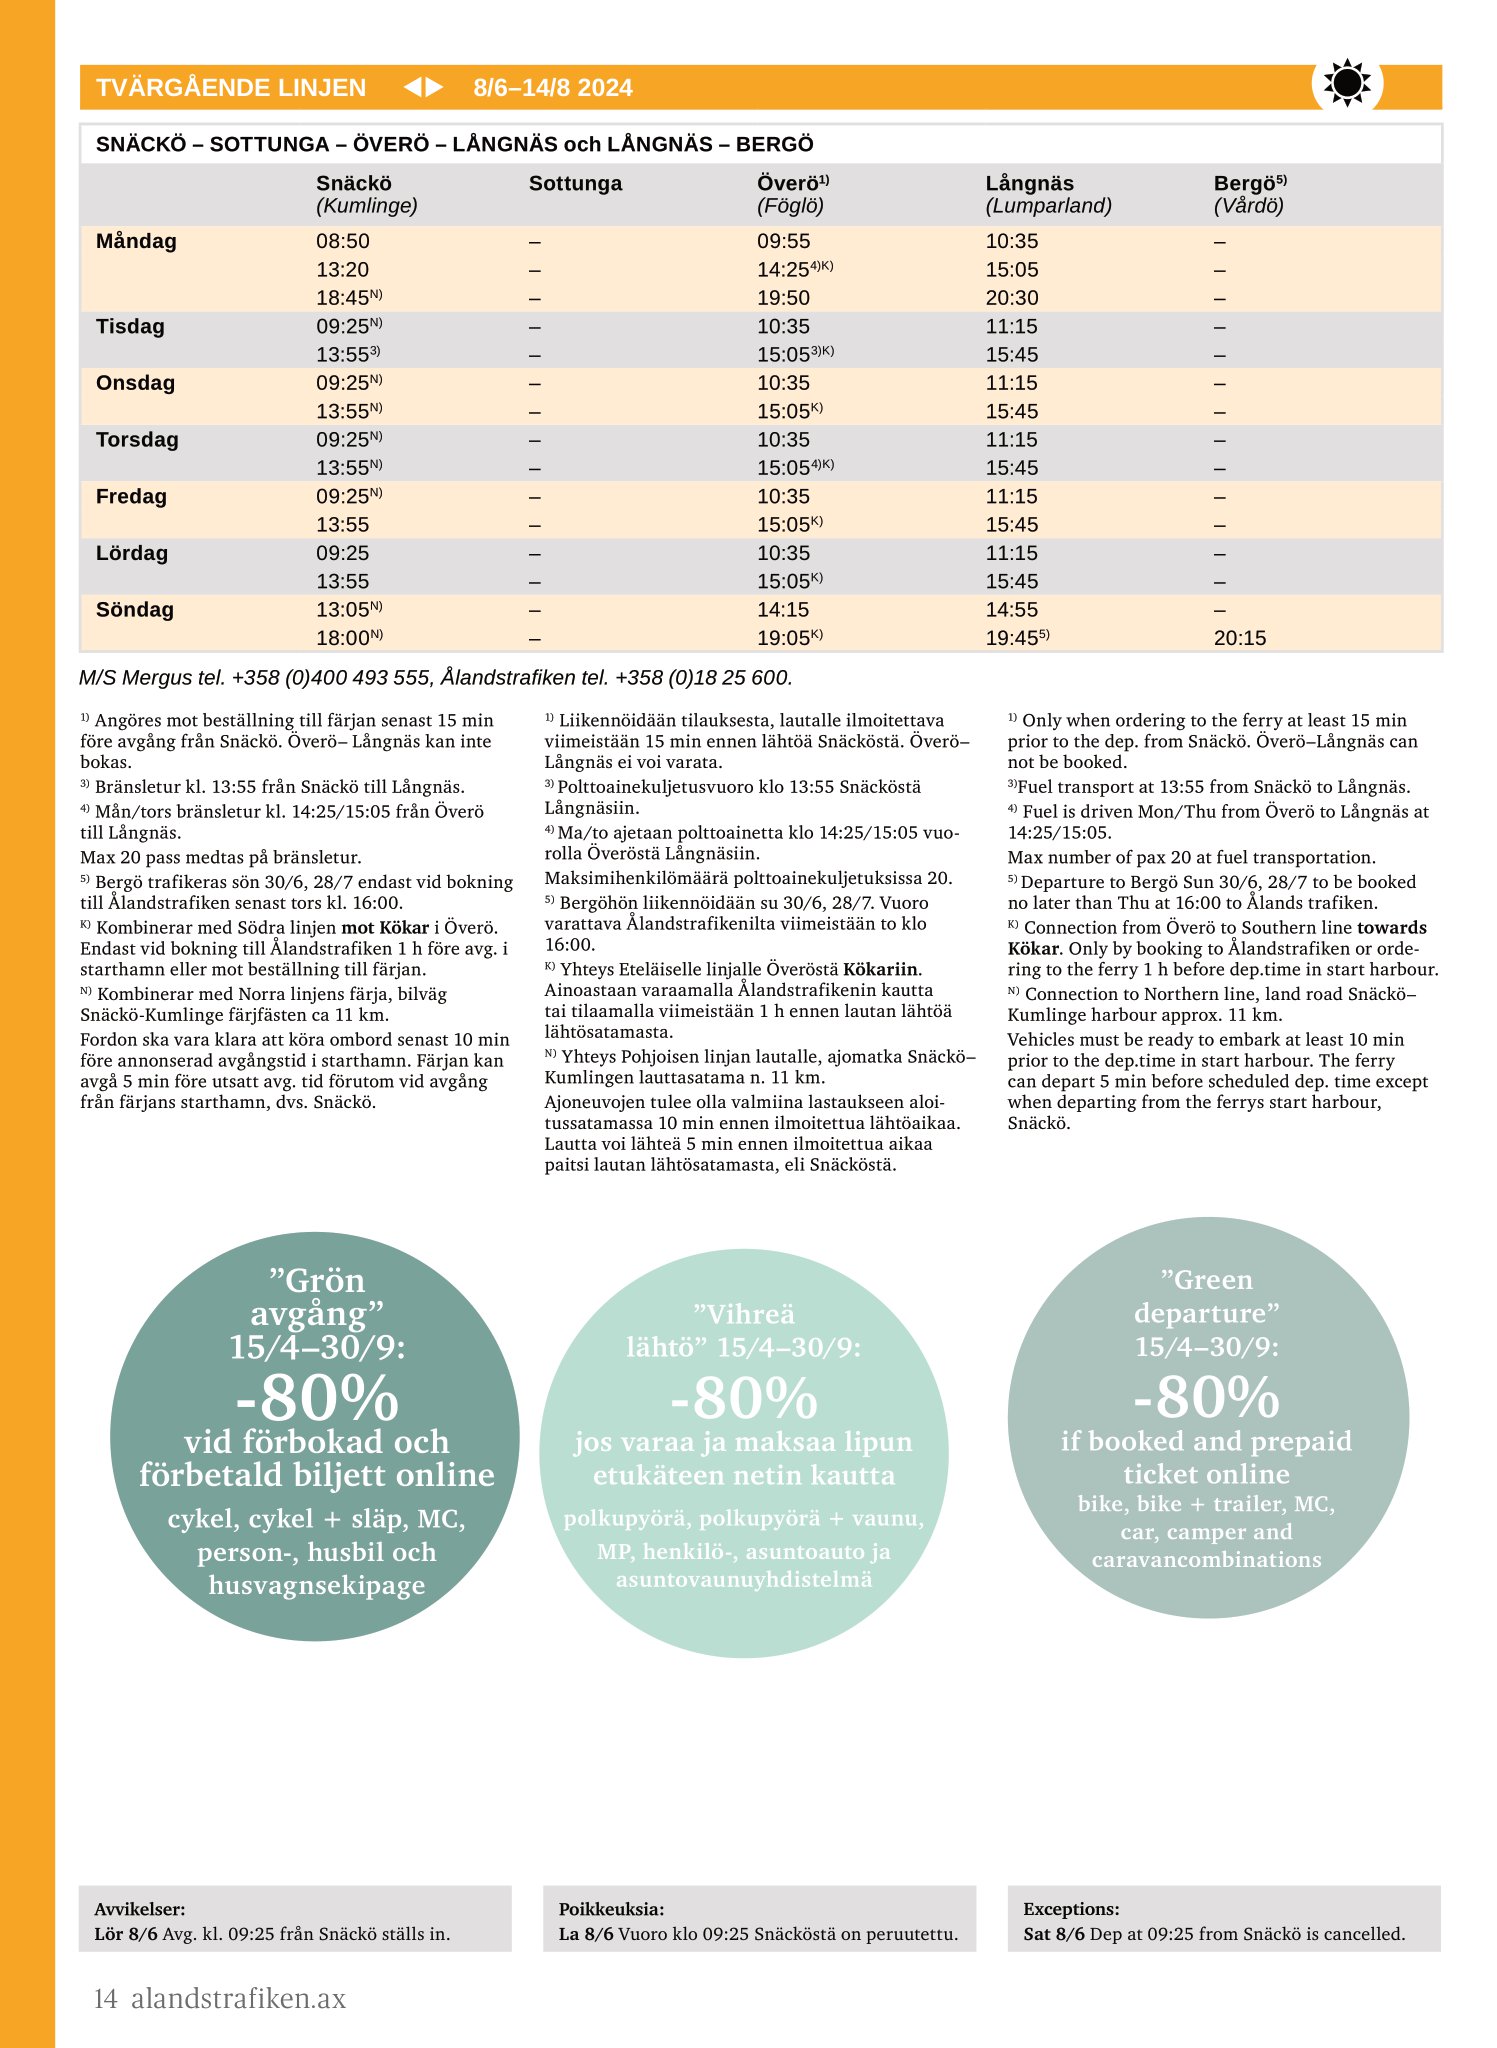 TVÄRGÅENDE LINJEN ◀▶ 8/6–14/8 2024
SNÄCKÖ – SOTTUNGA – ÖVERÖ – LÅNGNÄS och LÅNGNÄS – BERGÖ
Snäckö Sottunga Överö1) Långnäs Bergö5)
(Kumlinge) (Föglö) (Lumparland) (Vårdö)
Måndag 08:50 – 09:55 10:35 –
13:20 – 14:254)K) 15:05 –
18:45N) – 19:50 20:30 –
Tisdag 09:25N) – 10:35 11:15 –
13:553) – 15:053)K) 15:45 –
Onsdag 09:25N) – 10:35 11:15 –
13:55N) – 15:05K) 15:45 –
Torsdag 09:25N) – 10:35 11:15 –
13:55N) – 15:054)K) 15:45 –
Fredag 09:25N) – 10:35 11:15 –
13:55 – 15:05K) 15:45 –
Lördag 09:25 – 10:35 11:15 –
13:55 – 15:05K) 15:45 –
Söndag 13:05N) – 14:15 14:55 –
18:00N) – 19:05K) 19:455) 20:15
M/S Mergus tel. +358 (0)400 493 555, Ålandstrafiken tel. +358 (0)18 25 600.
1) Angöres mot beställning till färjan senast 15 min
före avgång från Snäckö. Överö– Långnäs kan inte
bokas.
3) Bränsletur kl. 13:55 från Snäckö till Långnäs.
4) Mån/tors bränsletur kl. 14:25/15:05 från Överö
till Långnäs.
Max 20 pass medtas på bränsletur.
5) Bergö trafikeras sön 30/6, 28/7 endast vid bokning
till Ålandstrafiken senast tors kl. 16:00.
K) Kombinerar med Södra linjen mot Kökar i Överö.
Endast vid bokning till Ålandstrafiken 1 h före avg. i
starthamn eller mot beställning till färjan.
N) Kombinerar med Norra linjens färja, bilväg
Snäckö-Kumlinge färjfästen ca 11 km.
Fordon ska vara klara att köra ombord senast 10 min
före annonserad avgångstid i starthamn. Färjan kan
avgå 5 min före utsatt avg. tid förutom vid avgång
från färjans starthamn, dvs. Snäckö.
1) Liikennöidään tilauksesta, lautalle ilmoitettava
viimeistään 15 min ennen lähtöä Snäcköstä. Överö–
Långnäs ei voi varata.
3) Polttoainekuljetusvuoro klo 13:55 Snäcköstä
Långnäsiin.
4) Ma/to ajetaan polttoainetta klo 14:25/15:05 vuo-
rolla Överöstä Långnäsiin.
Maksimihenkilömäärä polttoainekuljetuksissa 20.
5) Bergöhön liikennöidään su 30/6, 28/7. Vuoro
varattava Ålandstrafikenilta viimeistään to klo
16:00.
K) Yhteys Eteläiselle linjalle Överöstä Kökariin.
Ainoastaan varaamalla Ålandstrafikenin kautta
tai tilaamalla viimeistään 1 h ennen lautan lähtöä
lähtösatamasta.
N) Yhteys Pohjoisen linjan lautalle, ajomatka Snäckö–
Kumlingen lauttasatama n. 11 km.
Ajoneuvojen tulee olla valmiina lastaukseen aloi-
tussatamassa 10 min ennen ilmoitettua lähtöaikaa.
Lautta voi lähteä 5 min ennen ilmoitettua aikaa
paitsi lautan lähtösatamasta, eli Snäcköstä.
1) Only when ordering to the ferry at least 15 min
prior to the dep. from Snäckö. Överö–Långnäs can
not be booked.
3)Fuel transport at 13:55 from Snäckö to Långnäs.
4) Fuel is driven Mon/Thu from Överö to Långnäs at
14:25/15:05.
Max number of pax 20 at fuel transportation.
5) Departure to Bergö Sun 30/6, 28/7 to be booked
no later than Thu at 16:00 to Ålands trafiken.
K) Connection from Överö to Southern line towards
Kökar. Only by booking to Ålandstrafiken or orde-
ring to the ferry 1 h before dep.time in start harbour.
N) Connection to Northern line, land road Snäckö–
Kumlinge harbour approx. 11 km.
Vehicles must be ready to embark at least 10 min
prior to the dep.time in start harbour. The ferry
can depart 5 min before scheduled dep. time except
when departing from the ferrys start harbour,
Snäckö.
”Grön
avgång”
15/4–30/9:
-80%
vid förbokad och
förbetald biljett online
cykel, cykel + släp, MC,
person-, husbil och
husvagnsekipage
”Vihreä
lähtö” 15/4–30/9:
-80%
jos varaa ja maksaa lipun
etukäteen netin kautta
polkupyörä, polkupyörä + vaunu,
MP, henkilö-, asuntoauto ja
asuntovaunuyhdistelmä
”Green
departure”
15/4–30/9:
-80%
if booked and prepaid
ticket online
bike, bike + trailer, MC,
car, camper and
caravancombinations
Avvikelser:
Lör 8/6 Avg. kl. 09:25 från Snäckö ställs in.
Poikkeuksia:
La 8/6 Vuoro klo 09:25 Snäcköstä on peruutettu.
Exceptions:
Sat 8/6 Dep at 09:25 from Snäckö is cancelled.
14 alandstrafiken.ax